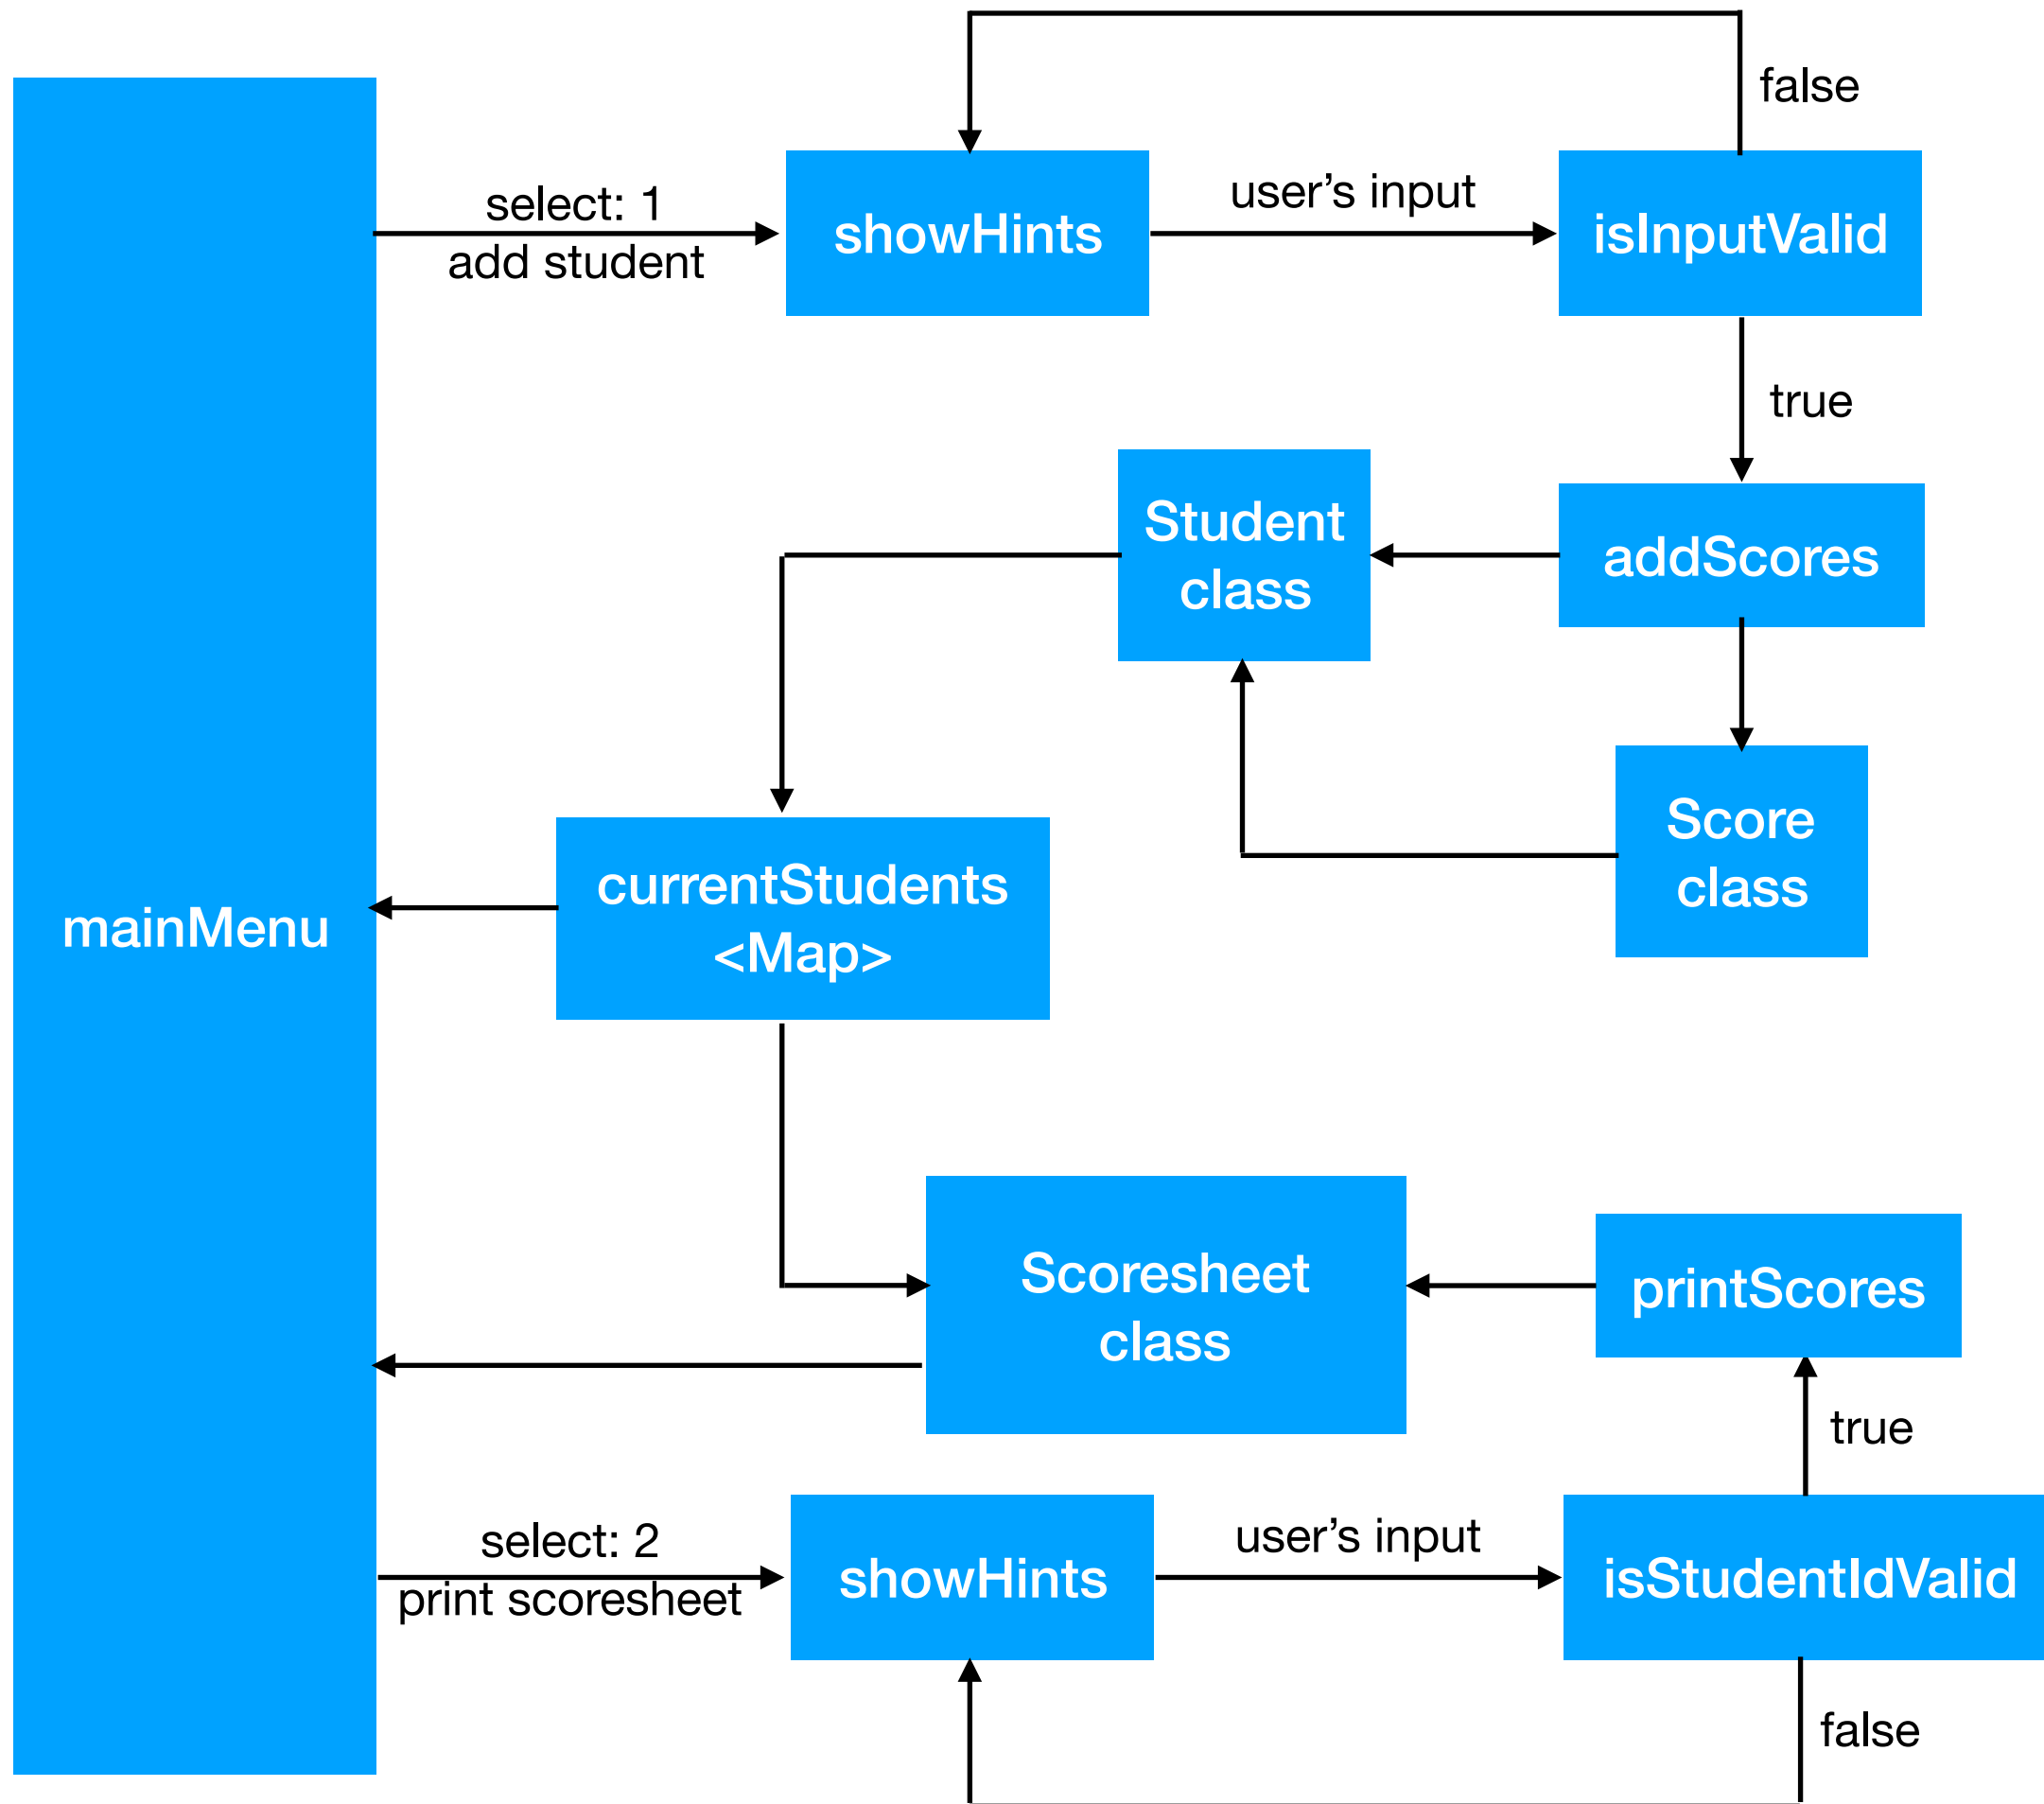 false
select: 1
add student
showHints
user's input
isInputValid
true
Student
class
addScores
Score
class
currentStudents
<Map>
mainMenu
Scoresheet
class
printScores
true
select: 2
print scoresheet
showHints
user's input
isStudentIdValid
false